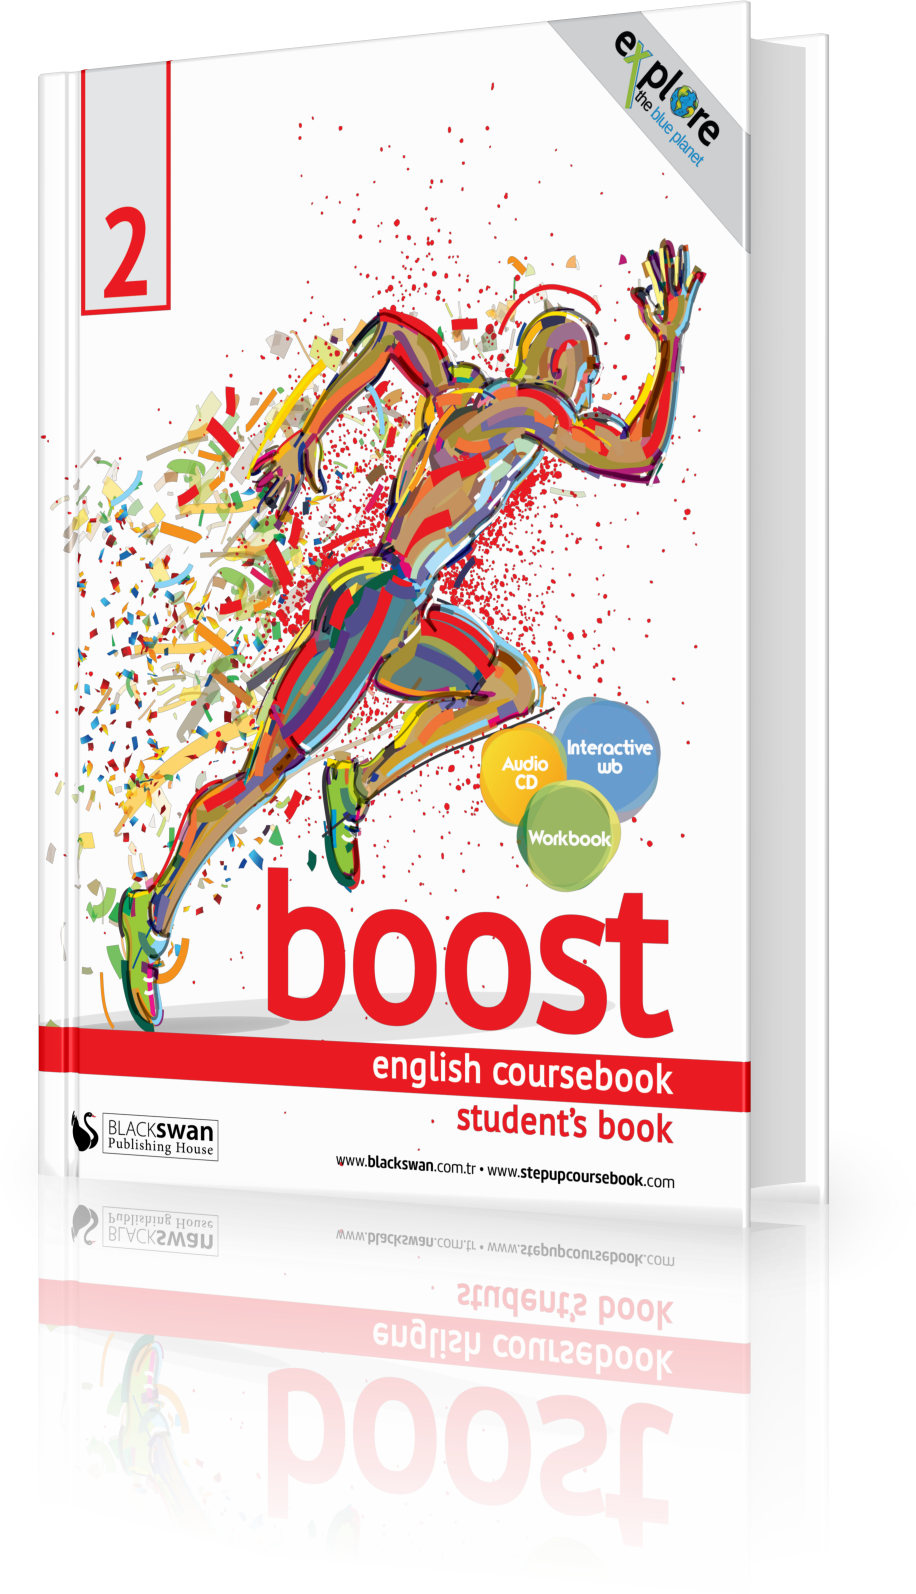 2
explore
the blue planet
Audio
CD
Interactive
wb
Workbook
boost
english coursebook
student's book
BLACKSWAN
Publishing House
www.blackswan.com.tr • www.stepupcoursebook.com